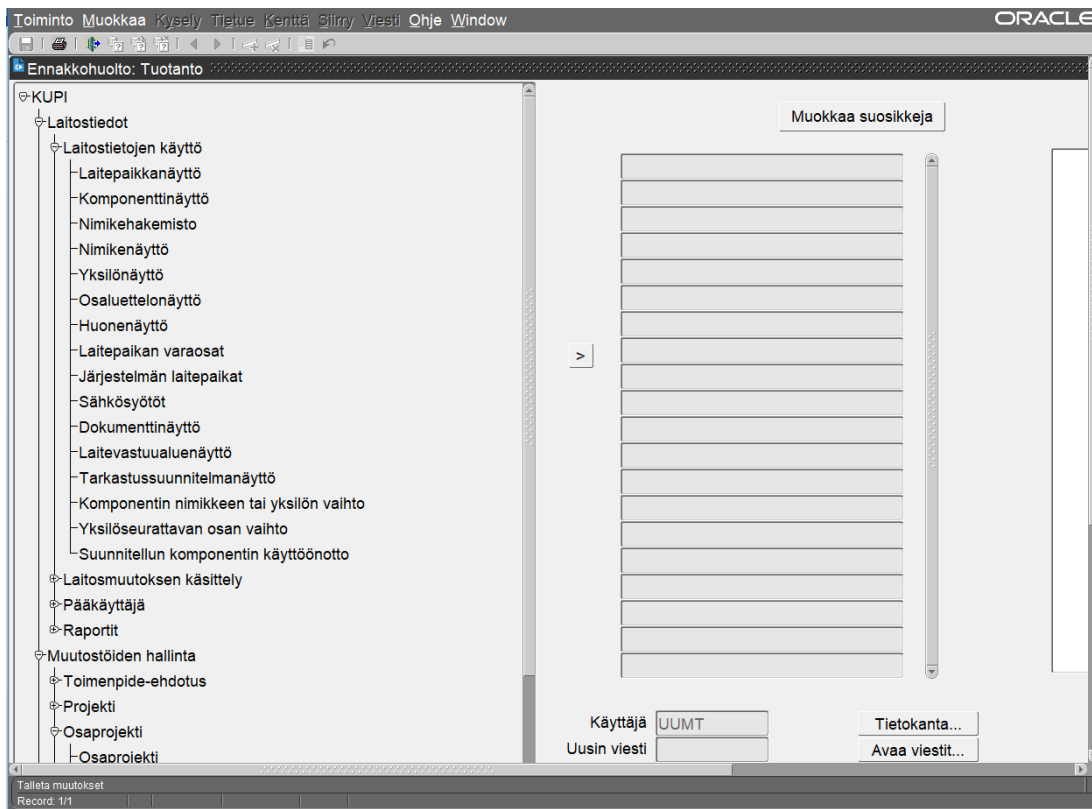 Toiminto Muokkaa Kysely Tietue Kenttä Siirry Viesti Ohje Window ORACLE
Ennakkohuolto: Tuotanto
KUPI
Laitostiedot
Laitostietojen käyttö
Laitepaikkanäyttö
Komponenttinäyttö
Nimikehakemisto
Nimikenäyttö
Yksilönäyttö
Osaluettelonäyttö
Huonenäyttö
Laitepaikan varaosat
Järjestelmän laitepaikat
Sähkösyötöt
Dokumenttinäyttö
Laitevastuualuenäyttö
Tarkastussuunnitelmanäyttö
Komponentin nimikkeen tai yksilön vaihto
Yksilöseurattavan osan vaihto
Suunnitellun komponentin käyttöönotto
Laitosmuutoksen käsittely
Pääkäyttäjä
Raportit
Muutostöiden hallinta
Toimenpide-ehdotus
Projekti
Osaprojekti
Osaprojekti
Muokkaa suosikkeja
>
Käyttäjä UUMT Tietokanta...
Uusin viesti Avaa viestit...
Talleta muutokset
Record: 1/1